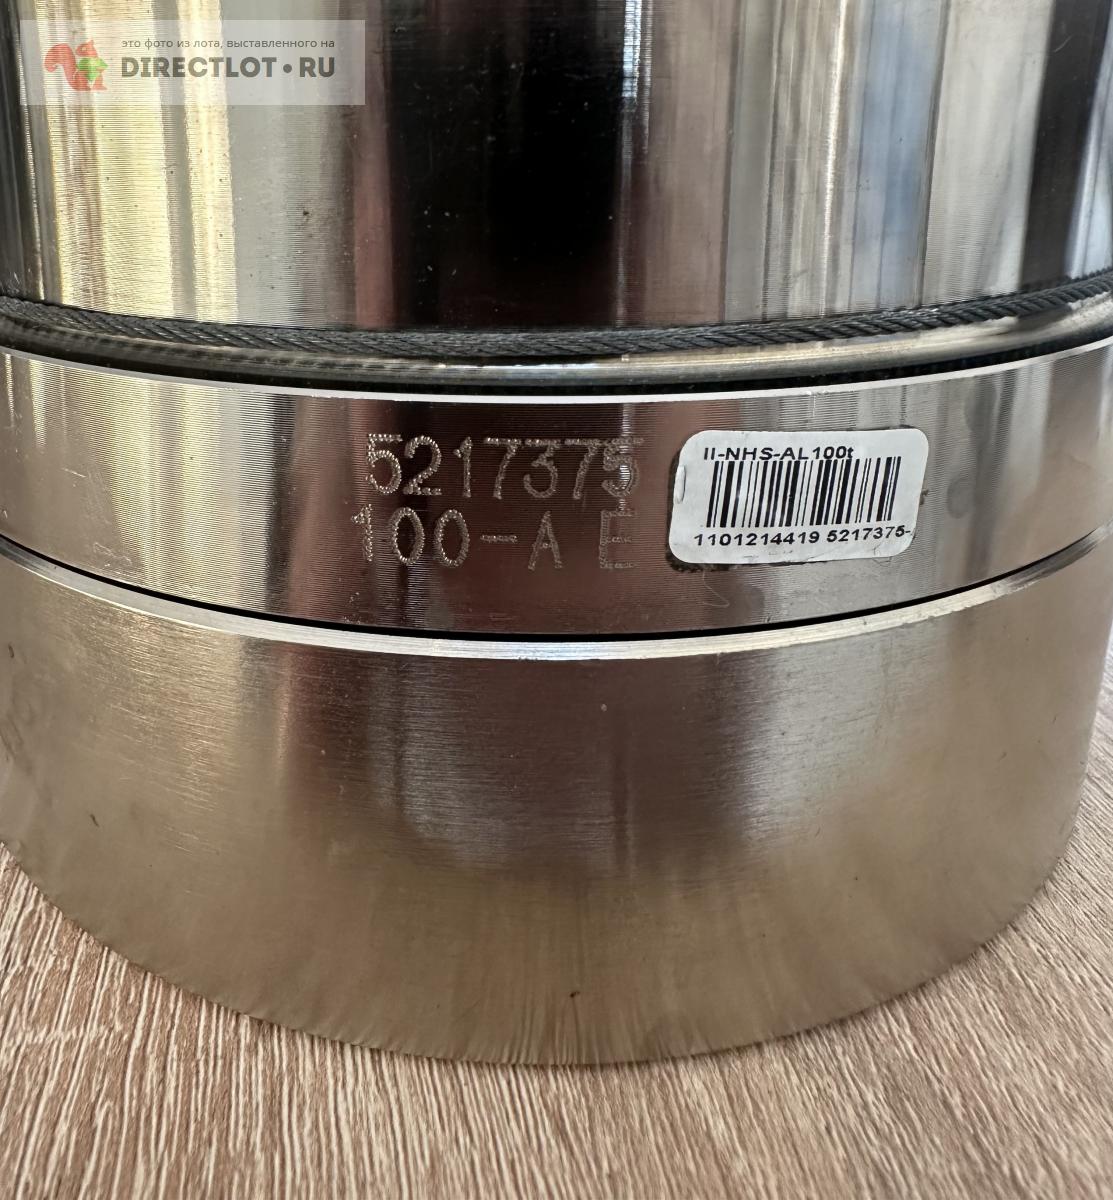 это фото из лота, выставленного на
DIRECTLOT•RU
5217375
100-A E
II-NHS-AL100t
1101214419 5217375-